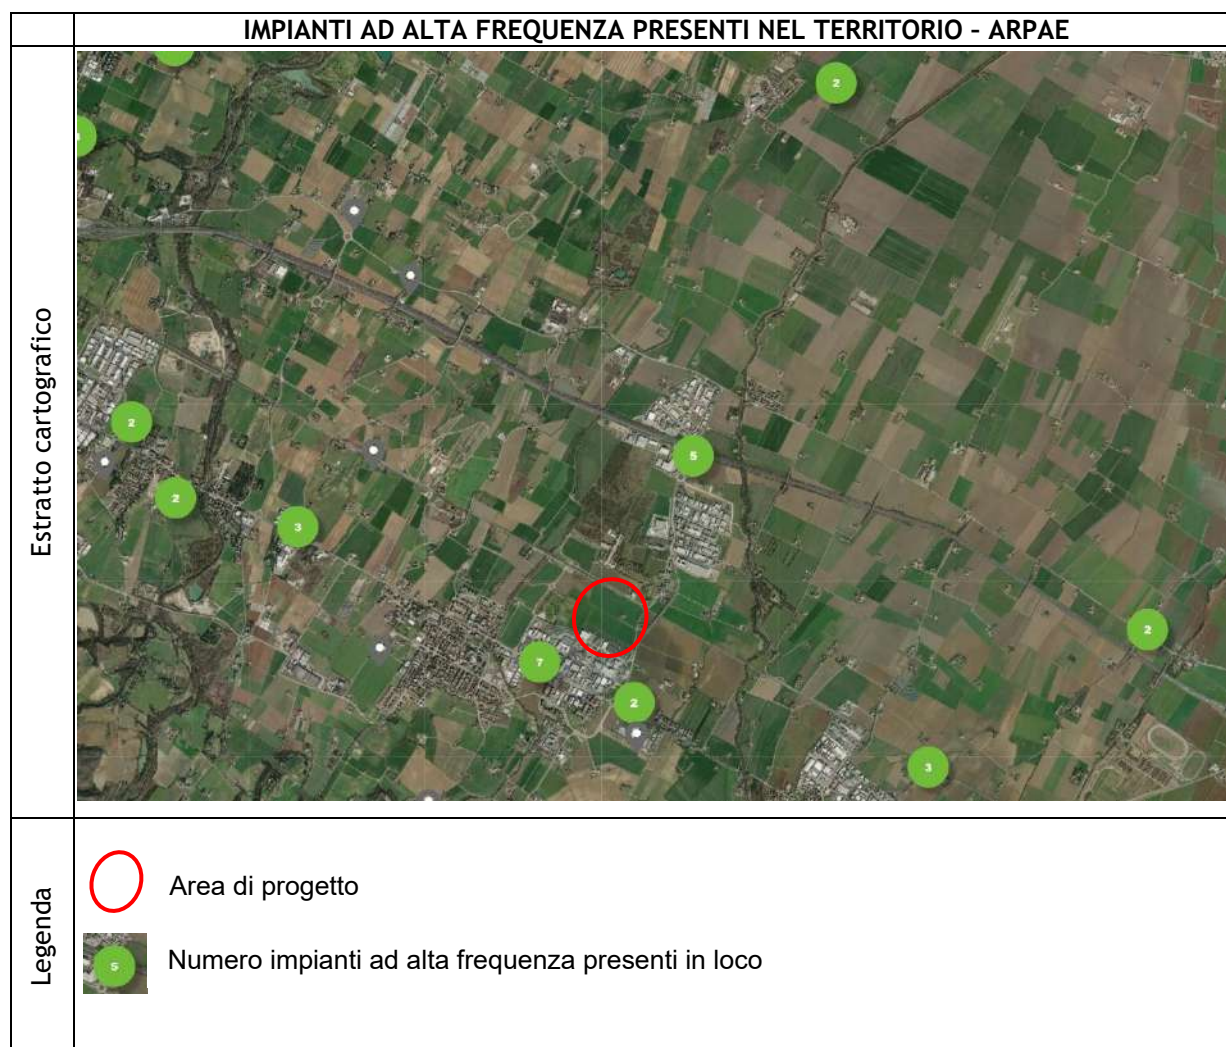 IMPIANTI AD ALTA FREQUENZA PRESENTI NEL TERRITORIO - ARPAE
Estratto cartografico
2
2
5
2
3
2
7
2
3
Legenda
Area di progetto
5
Numero impianti ad alta frequenza presenti in loco